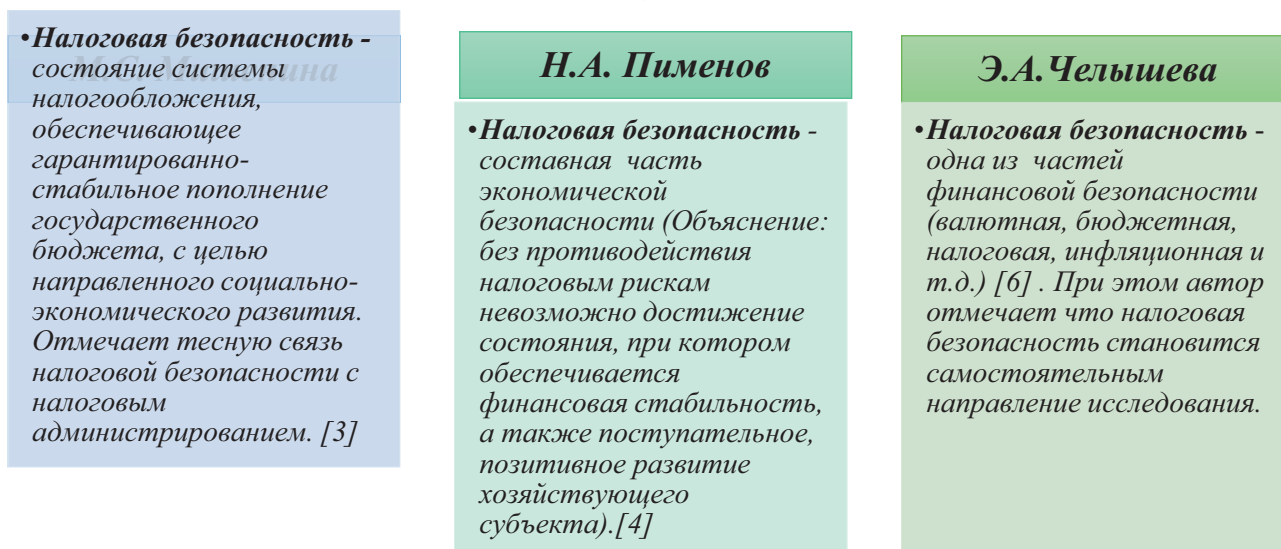 •Налоговая безопасность -
состояние системы
налогообложения,
обеспечивающее
гарантированно-
стабильное пополнение
государственного
бюджета, с целью
направленного социально-
экономического развития.
Отмечает тесную связь
налоговой безопасности с
налоговым
администрированием. [3]
Н.А. Пименов
•Налоговая безопасность -
составная часть
экономической
безопасности (Объяснение:
без противодействия
налоговым рискам
невозможно достижение
состояния, при котором
обеспечивается
финансовая стабильность,
а также поступательное,
позитивное развитие
хозяйствующего
субъекта).[4]
Э.А.Челышева
•Налоговая безопасность -
одна из частей
финансовой безопасности
(валютная, бюджетная,
налоговая, инфляционная и
т.д.) [6] . При этом автор
отмечает что налоговая
безопасность становится
самостоятельным
направление исследования.